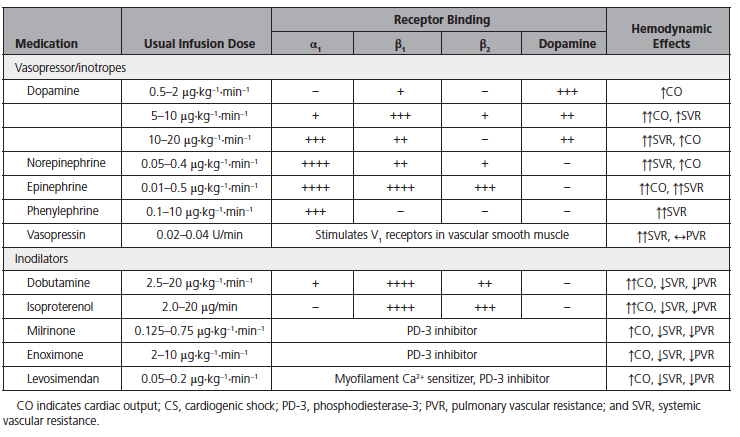 Receptor Binding
Medication Usual Infusion Dose α1 β1 β2 Dopamine Hemodynamic Effects
Vasopressor/inotropes
Dopamine 0.5–2 μg·kg⁻¹·min⁻¹ – + – +++ ↑CO
5–10 μg·kg⁻¹·min⁻¹ + +++ + ++ ↑↑CO, ↑SVR
10–20 μg·kg⁻¹·min⁻¹ +++ ++ – ++ ↑↑SVR, ↑CO
Norepinephrine 0.05–0.4 μg·kg⁻¹·min⁻¹ ++++ ++ + – ↑↑SVR, ↑CO
Epinephrine 0.01–0.5 μg·kg⁻¹·min⁻¹ ++++ ++++ +++ – ↑↑CO, ↑↑SVR
Phenylephrine 0.1–10 μg·kg⁻¹·min⁻¹ +++ – – – ↑↑SVR
Vasopressin 0.02–0.04 U/min Stimulates V1 receptors in vascular smooth muscle ↑↑SVR, ↔PVR
Inodilators
Dobutamine 2.5–20 μg·kg⁻¹·min⁻¹ + ++++ ++ – ↑↑CO, ↓SVR, ↓PVR
Isoproterenol 2.0–20 μg/min – ++++ +++ – ↑↑CO, ↓SVR, ↓PVR
Milrinone 0.125–0.75 μg·kg⁻¹·min⁻¹ PD-3 inhibitor ↑CO, ↓SVR, ↓PVR
Enoximone 2–10 μg·kg⁻¹·min⁻¹ PD-3 inhibitor ↑CO, ↓SVR, ↓PVR
Levosimendan 0.05–0.2 μg·kg⁻¹·min⁻¹ Myofilament Ca²⁺ sensitizer, PD-3 inhibitor ↑CO, ↓SVR, ↓PVR
CO indicates cardiac output; CS, cardiogenic shock; PD-3, phosphodiesterase-3; PVR, pulmonary vascular resistance; and SVR, systemic
vascular resistance.